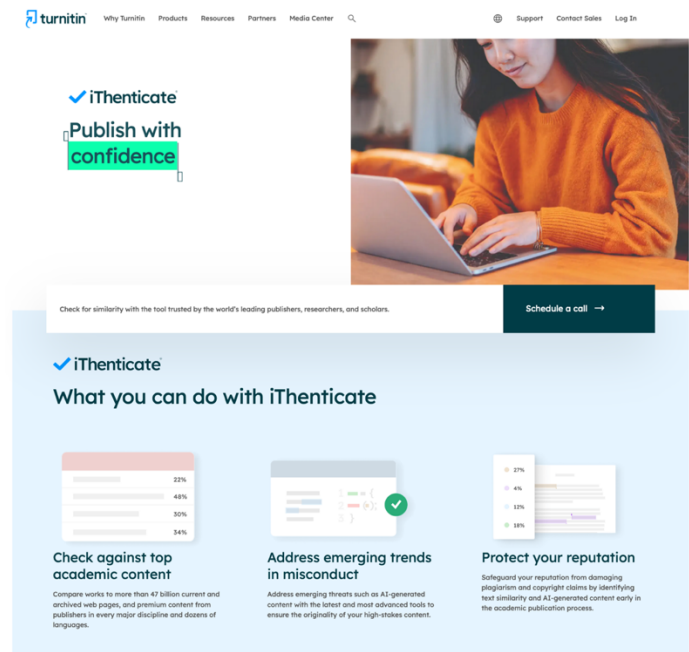 turnitin
Why Turnitin Products Resources Partners Media Center
Support Contact Sales Log In
iThenticate
Publish with
confidence
Check for similarity with the tool trusted by the world's leading publishers, researchers, and scholars.
Schedule a call →
iThenticate
What you can do with iThenticate
22%
48%
30%
34%
27%
4%
12%
18%
Check against top
academic content
Compare works to more than 47 billion current and
archived web pages, and premium content from
publishers in every major discipline and dozens of
languages.
Address emerging trends
in misconduct
Address emerging threats such as AI-generated
content with the latest and most advanced tools to
ensure the originality of your high-stakes content.
Protect your reputation
Safeguard your reputation from damaging
plagiarism and copyright claims by identifying
text similarity and AI-generated content early in
the academic publication process.